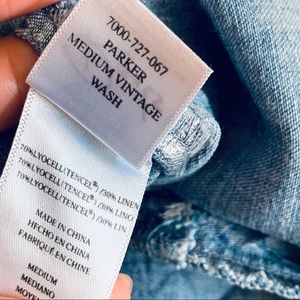 7000-727-067
PARKER
MEDIUM VINTAGE
WASH
70%LYOCELL(TENCEL®)/30% LINEN
70%LYOCELL(TENCEL®)/30% LINO
70%LYOCELL(TENCEL®)/30% LIN
MADE IN CHINA
HECHO EN CHINA
FABRIQUÉ EN CHINE
MEDIUM
MEDIANO
MOYEN